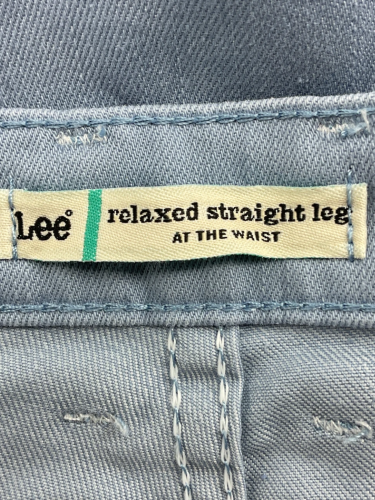 Lee® relaxed straight leg
AT THE WAIST